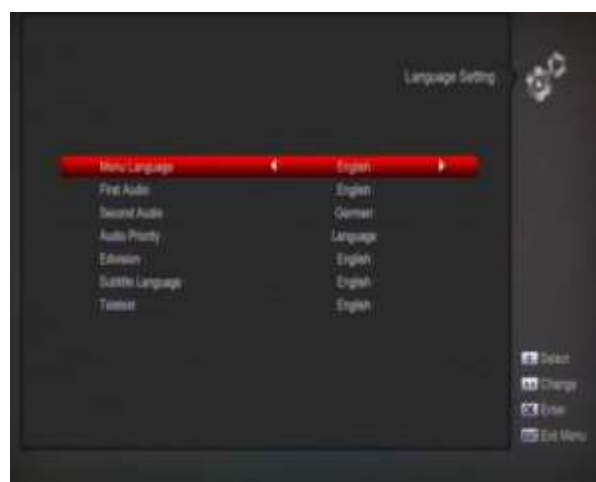 Language Setting
Menu Language English
First Audio English
Second Audio German
Audio Priority Language
English
Subtitle Language English
Teletext English
Select
Change
OK Enter
Exit Menu